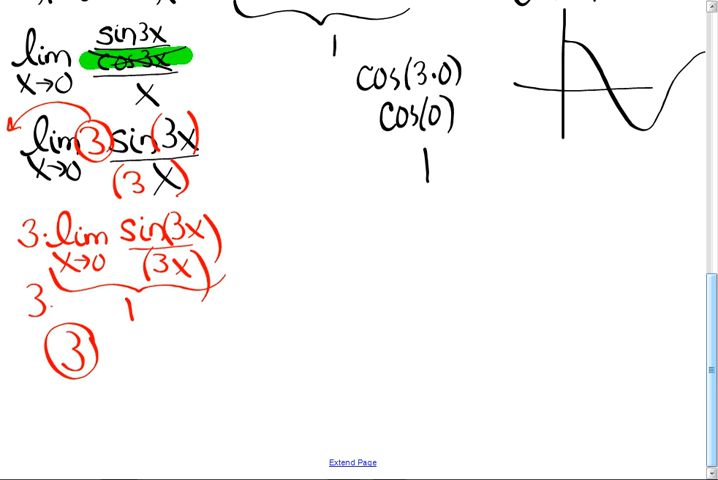 lim x→0 sin3x / cos3x / x
lim x→0 3 sin(3x) / (3x)
3·lim x→0 sin(3x) / (3x)
3· 1
3
1
cos(3·0)
cos(0)
1
Extend Page